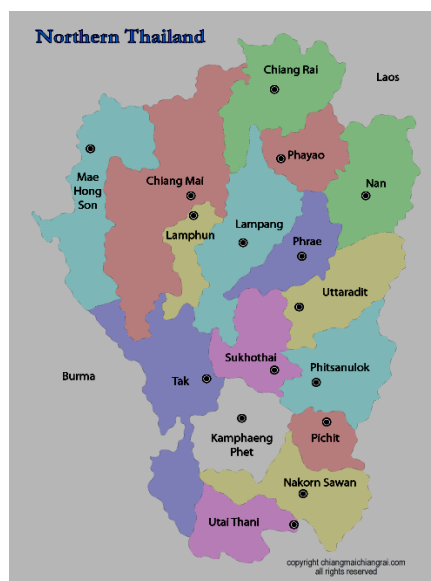 Northern Thailand
Chiang Rai
Laos
Phayao
Mae
Hong
Son
Chiang Mai
Nan
Lamphun
Larnpang
Phrae
Uttaradit
Sukhothai
Phitsanulok
Burma
Tak
Kamphaeng
Phet
Pichit
Nakorn Sawan
Utai Thani
copyright chiangmaichiangrai.com
all rights reserved